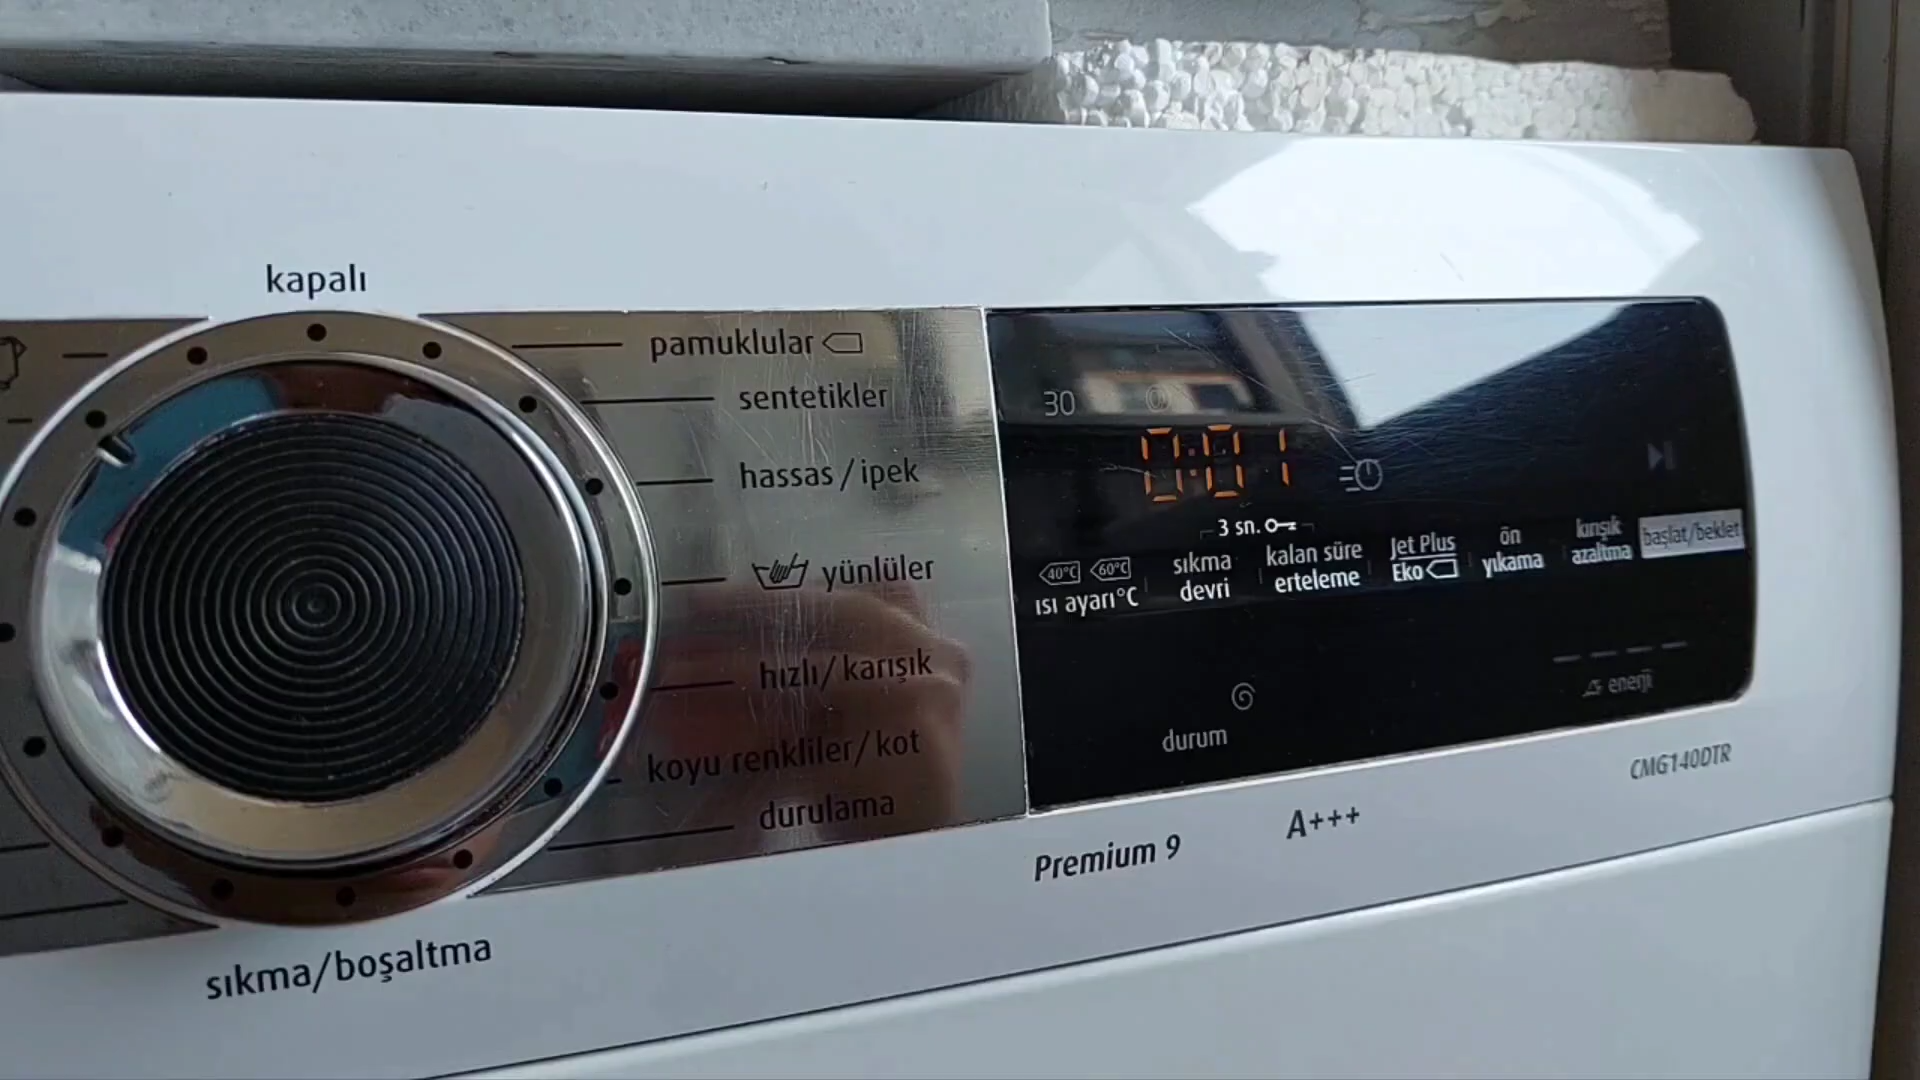 kapalı
pamuklular
sentetikler
hassas / ipek
yünlüler
hızlı/karışık
koyu renkliler/kot
durulama
sıkma/boşaltma
30
0:01
3 sn.
40°C 60°C
ısı ayarı°C
sıkma
devri
kalan süre
erteleme
Jet Plus
Eko
ön
yıkama
kırışık
azaltma
başlat/beklet
durum
enerji
CMG140DTR
Premium 9
A+++